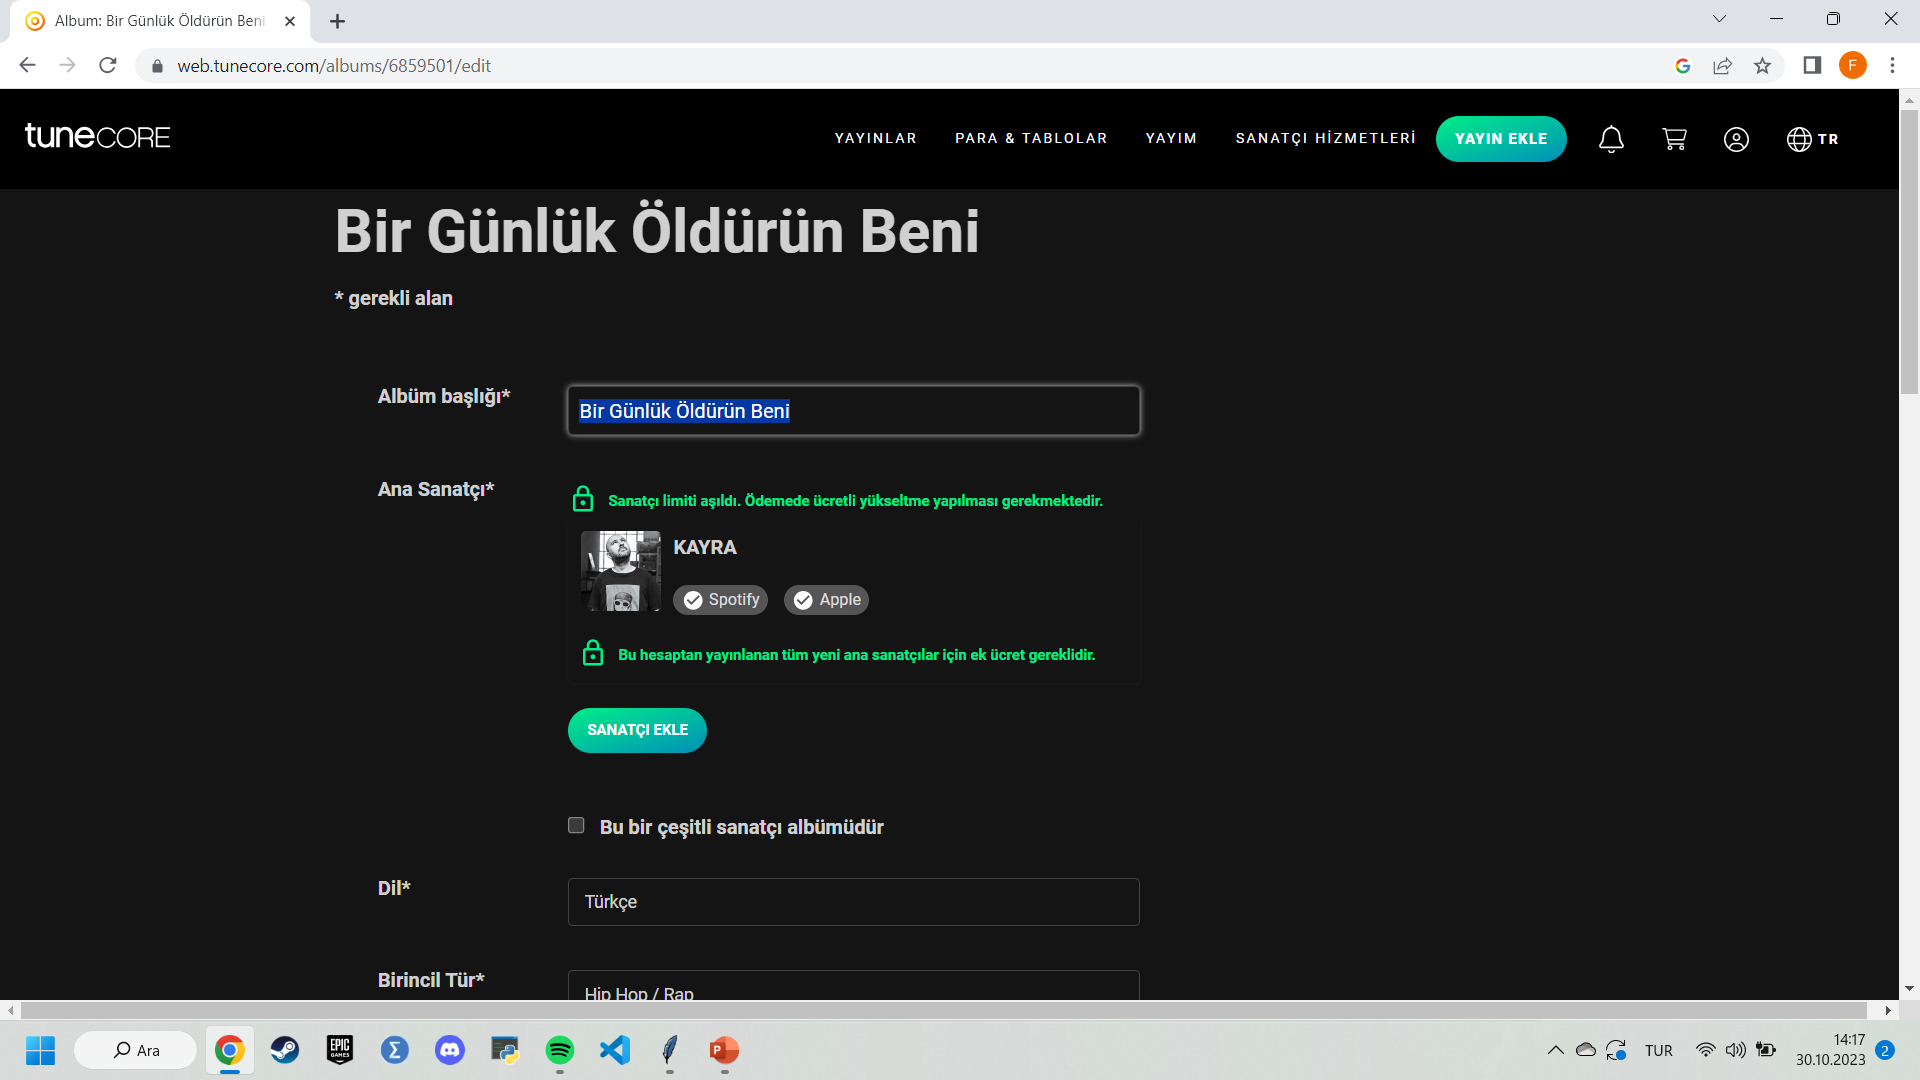 Album: Bir Günlük Öldürün Beni
web.tunecore.com/albums/6859501/edit
F
tunecore
YAYINLAR
PARA & TABLOLAR
YAYIM
SANATÇI HİZMETLERİ
YAYIN EKLE
TR
Bir Günlük Öldürün Beni
* gerekli alan
Albüm başlığı*
Bir Günlük Öldürün Beni
Ana Sanatçı*
Sanatçı limiti aşıldı. Ödemede ücretli yükseltme yapılması gerekmektedir.
KAYRA
Spotify
Apple
Bu hesaptan yayınlanan tüm yeni ana sanatçılar için ek ücret gereklidir.
SANATÇI EKLE
Bu bir çeşitli sanatçı albümüdür
Dil*
Türkçe
Birincil Tür*
Hip Hop / Rap
Ara
EPIC GAMES
TUR
14:17
30.10.2023
2